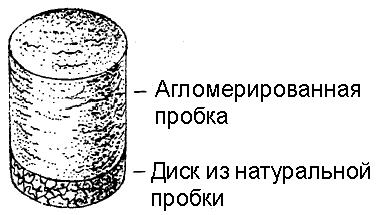 Агломерированная
пробка
Диск из натуральной
пробки